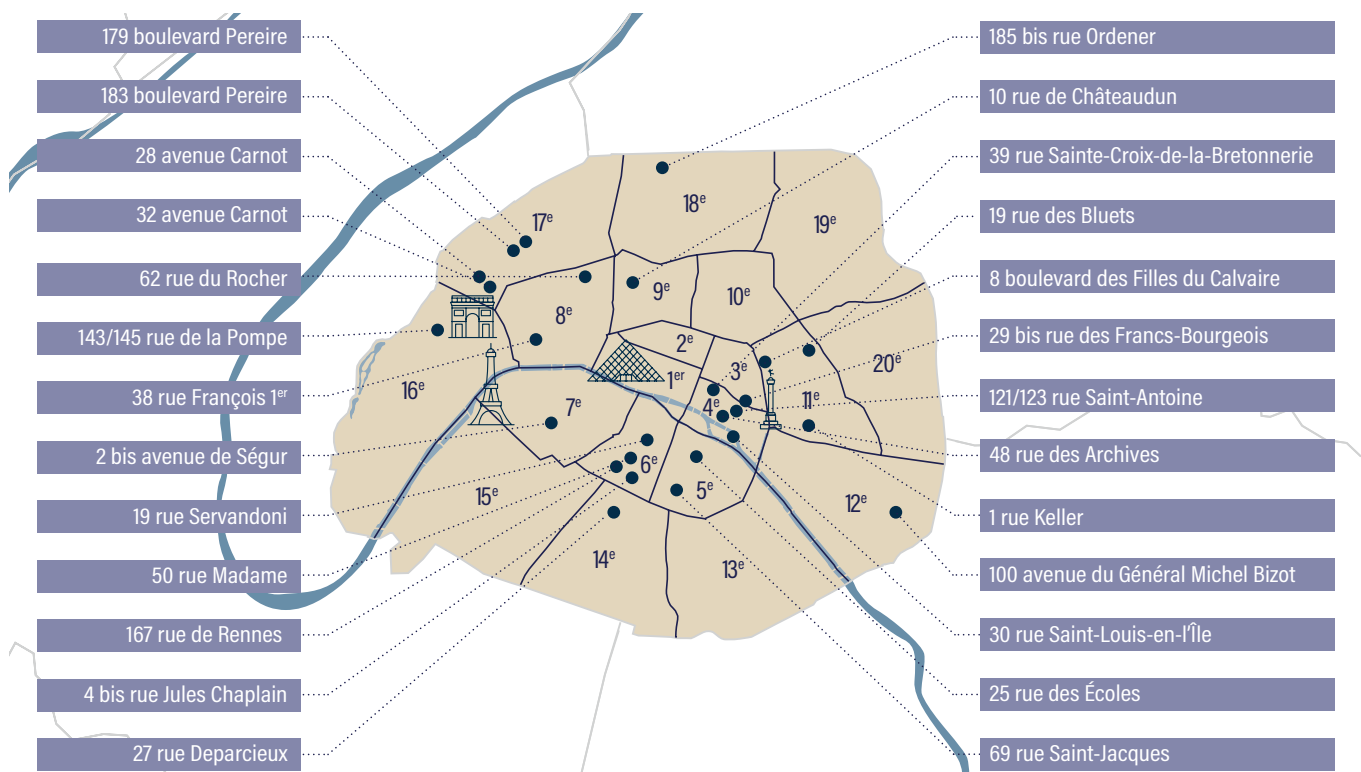 179 boulevard Pereire
183 boulevard Pereire
28 avenue Carnot
32 avenue Carnot
62 rue du Rocher
143/145 rue de la Pompe
38 rue François 1er
2 bis avenue de Ségur
19 rue Servandoni
50 rue Madame
167 rue de Rennes
4 bis rue Jules Chaplain
27 rue Deparcieux
18e
17e
19e
9e
10e
8e
2e
3e
1er
20e
16e
7e
4e
11e
6e
5e
15e
12e
14e
13e
185 bis rue Ordener
10 rue de Châteaudun
39 rue Sainte-Croix-de-la-Bretonnerie
19 rue des Bluets
8 boulevard des Filles du Calvaire
29 bis rue des Francs-Bourgeois
121/123 rue Saint-Antoine
48 rue des Archives
1 rue Keller
100 avenue du Général Michel Bizot
30 rue Saint-Louis-en-l'Île
25 rue des Écoles
69 rue Saint-Jacques